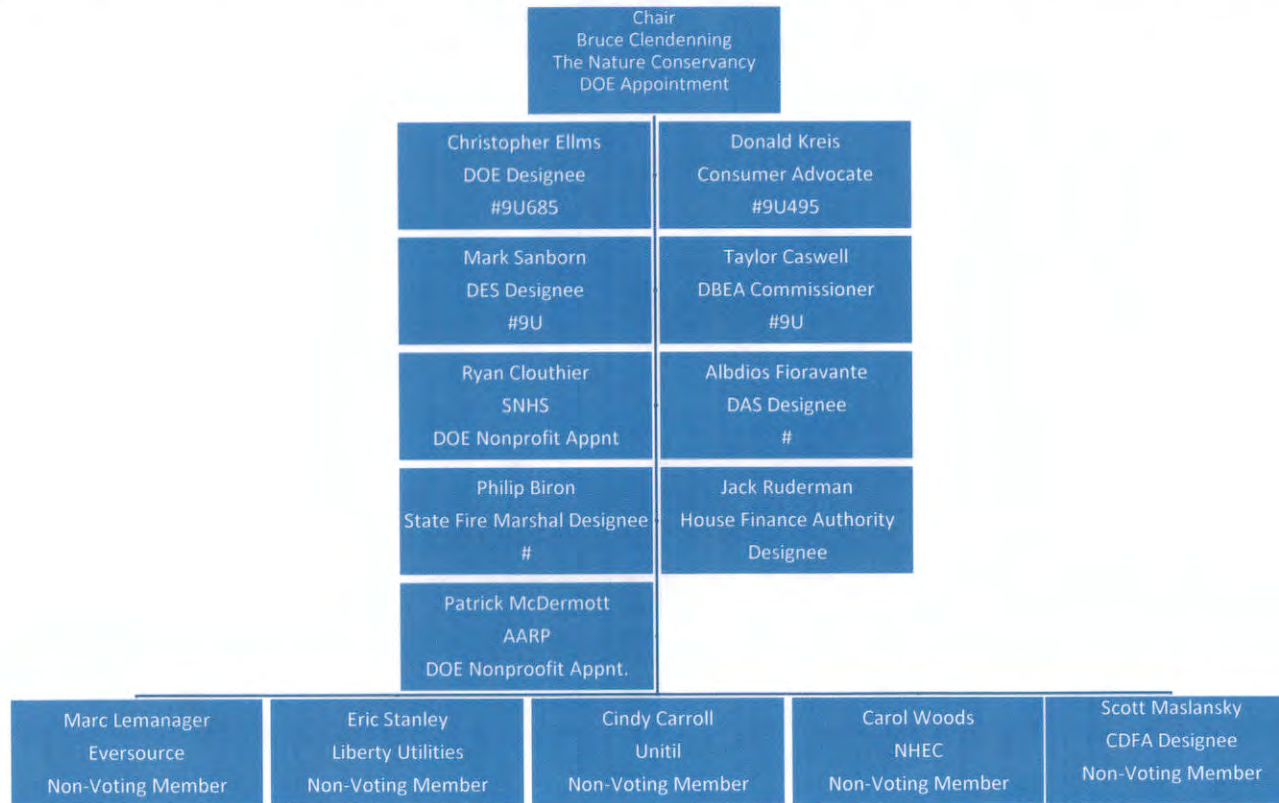 Chair
Bruce Clendenning
The Nature Conservancy
DOE Appointment
Christopher Ellms
DOE Designee
#9U685
Donald Kreis
Consumer Advocate
#9U495
Mark Sanborn
DES Designee
#9U
Taylor Caswell
DBEA Commissioner
#9U
Ryan Clouthier
SNHS
DOE Nonprofit Appnt
Albdios Fioravante
DAS Designee
#
Philip Biron
State Fire Marshal Designee
#
Jack Ruderman
House Finance Authority
Designee
Patrick McDermott
AARP
DOE Nonproofit Appnt.
Marc Lemanager
Eversource
Non-Voting Member
Eric Stanley
Liberty Utilities
Non-Voting Member
Cindy Carroll
Unitil
Non-Voting Member
Carol Woods
NHEC
Non-Voting Member
Scott Maslansky
CDFA Designee
Non-Voting Member